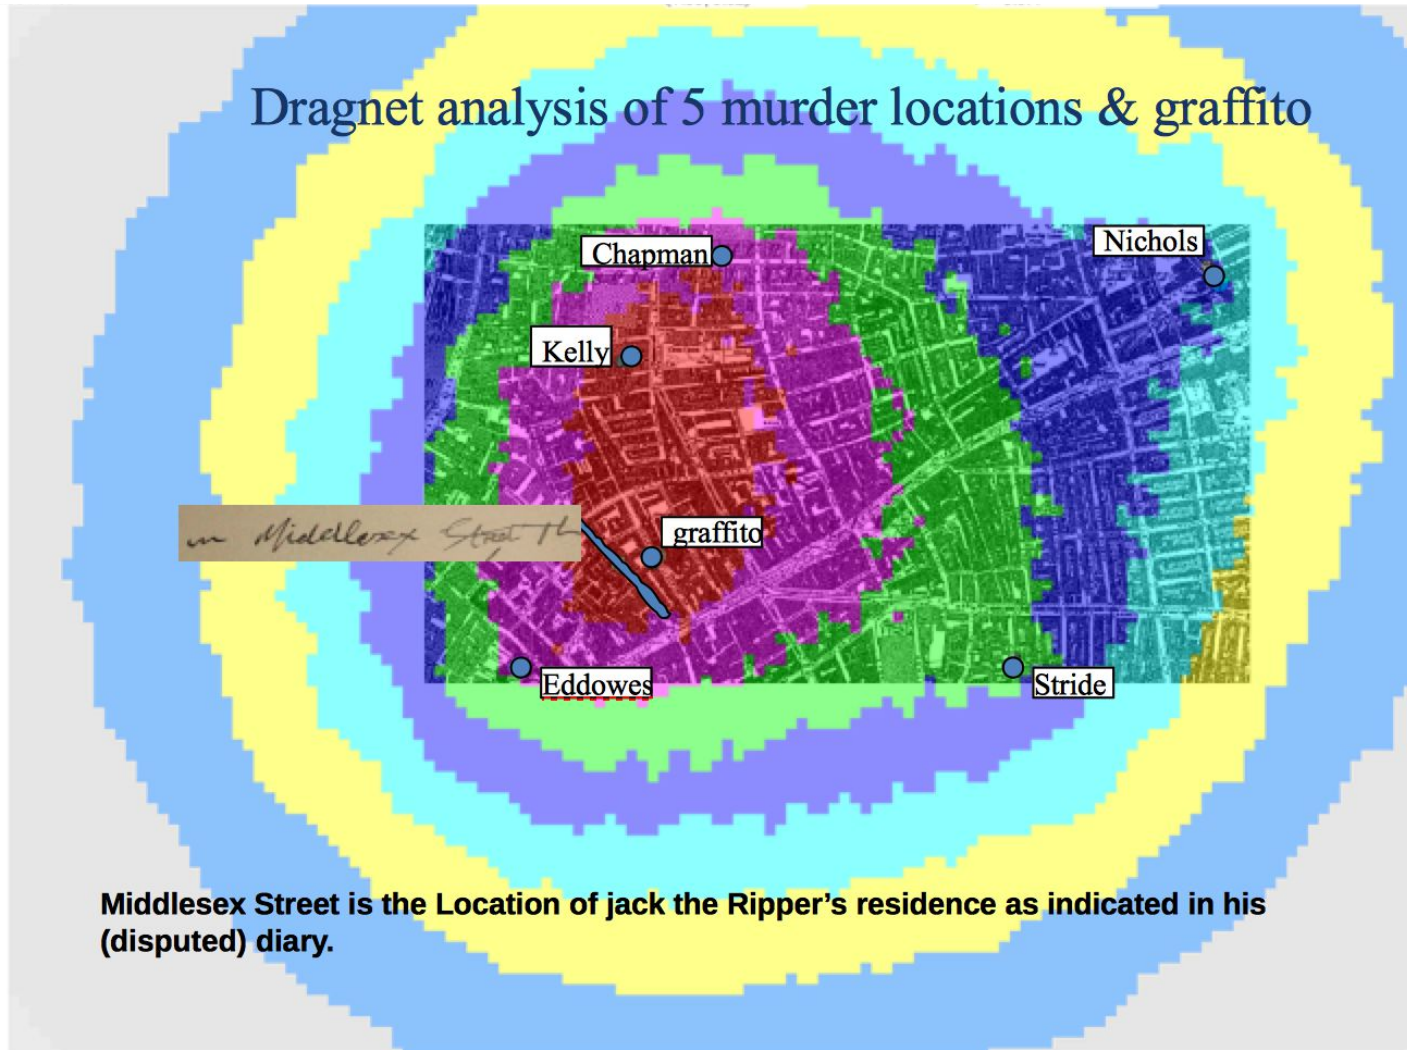 Dragnet analysis of 5 murder locations & graffito
Nichols
Chapman
Kelly
in Middlesex Street
graffito
Eddowes
Stride
Middlesex Street is the Location of jack the Ripper’s residence as indicated in his
(disputed) diary.